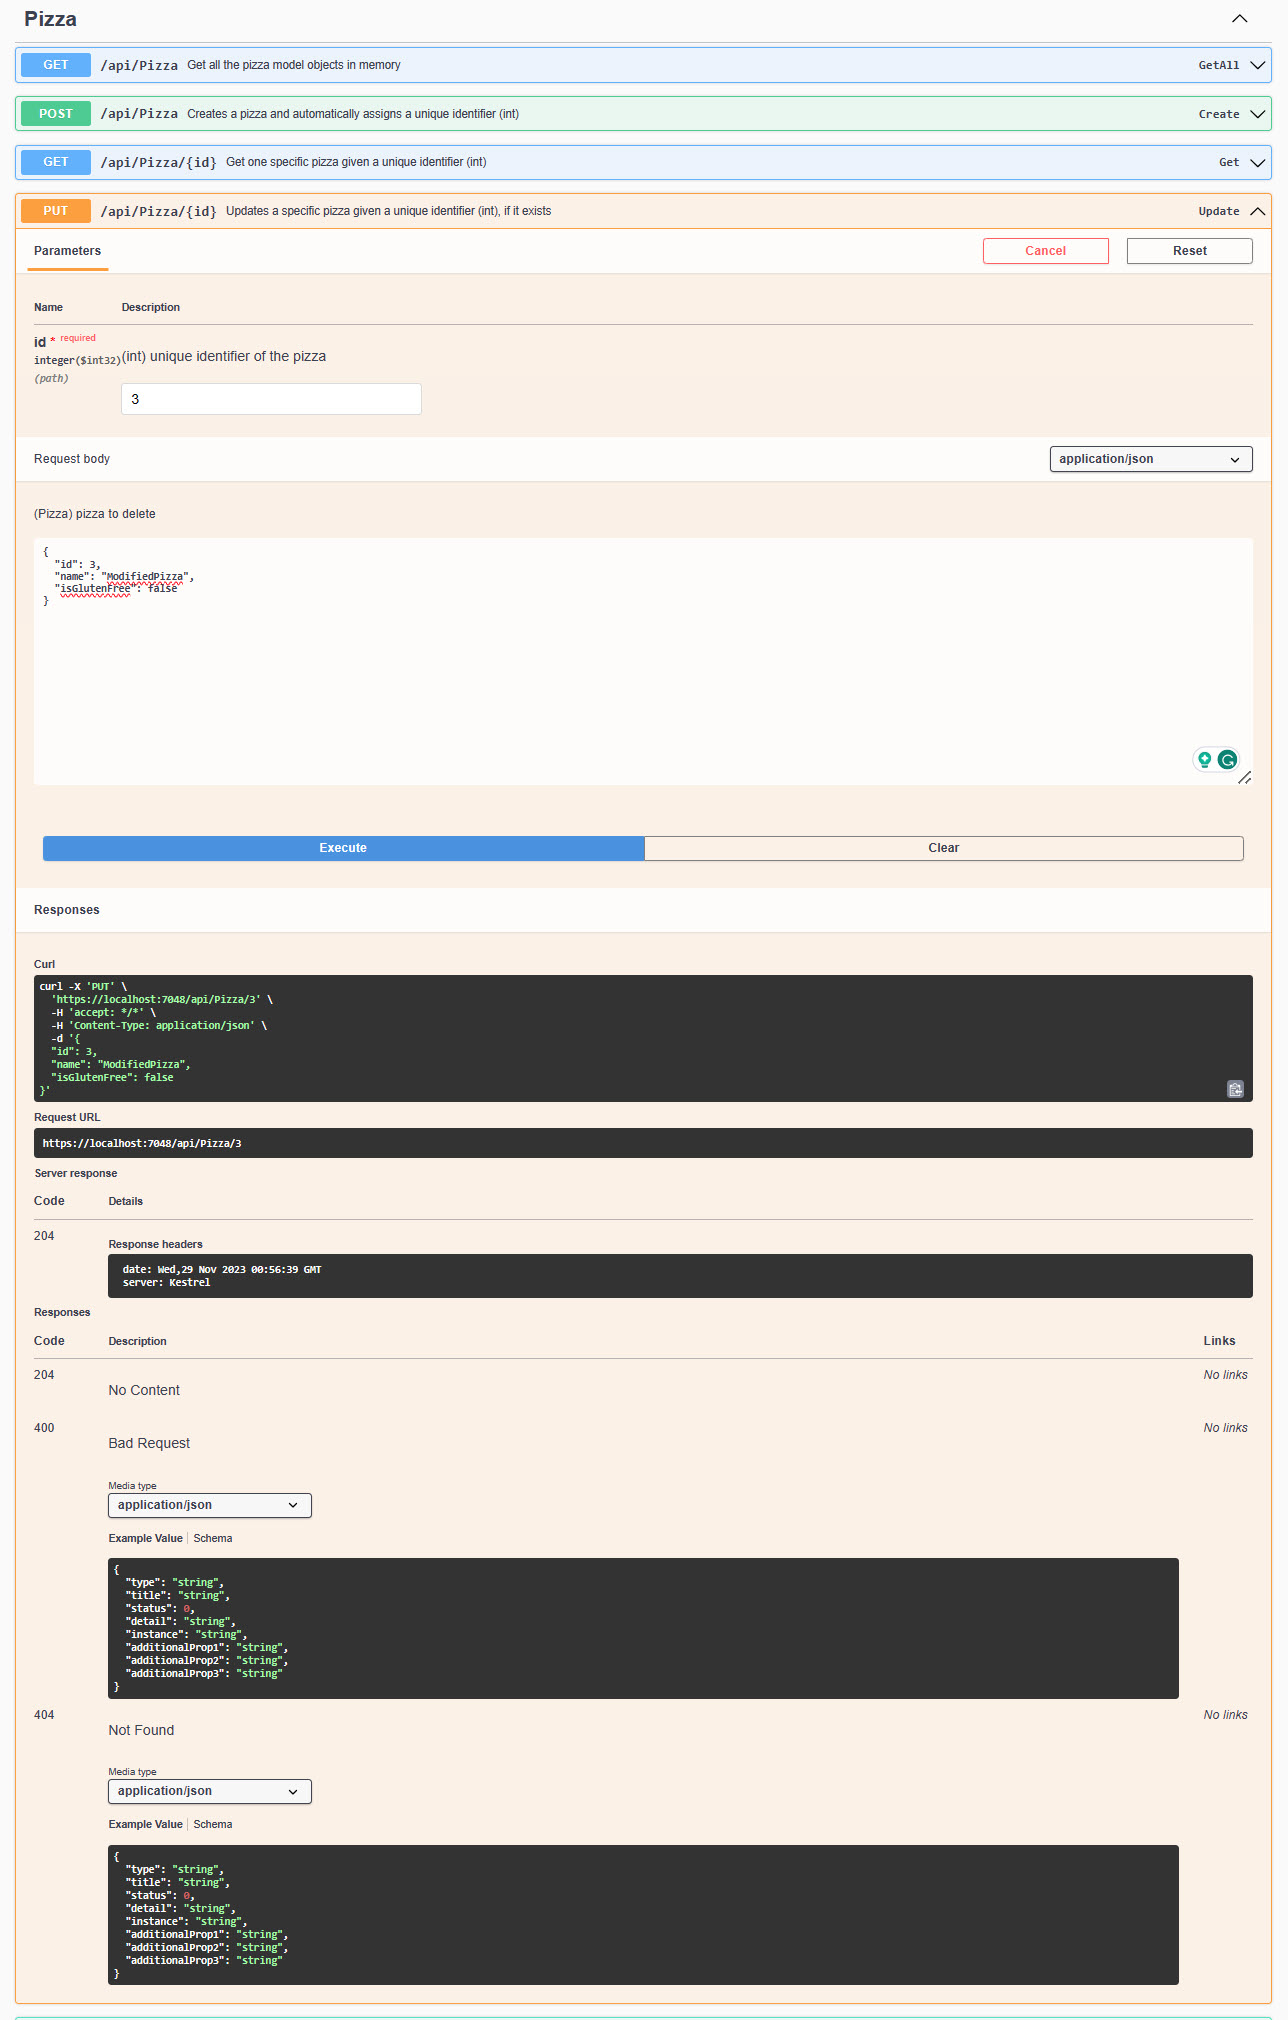 Pizza
GET /api/Pizza Get all the pizza model objects in memory GetAll
POST /api/Pizza Creates a pizza and automatically assigns a unique identifier (int) Create
GET /api/Pizza/{id} Get one specific pizza given a unique identifier (int) Get
PUT /api/Pizza/{id} Updates a specific pizza given a unique identifier (int), if it exists Update
Parameters Cancel Reset
Name Description
id * required
integer($int32) (int) unique identifier of the pizza
(path)
3
Request body application/json
(Pizza) pizza to delete
{
"id": 3,
"name": "ModifiedPizza",
"isGlutenFree": false
}
Execute Clear
Responses
Curl
curl -X 'PUT' \
'https://localhost:7048/api/Pizza/3' \
-H 'accept: */*' \
-H 'Content-Type: application/json' \
-d '{
"id": 3,
"name": "ModifiedPizza",
"isGlutenFree": false
}'
Request URL
https://localhost:7048/api/Pizza/3
Server response
Code Details
204
Response headers
date: Wed,29 Nov 2023 00:56:39 GMT
server: Kestrel
Responses
Code Description Links
204 No links
No Content
400 No links
Bad Request
Media type
application/json
Example Value Schema
{
"type": "string",
"title": "string",
"status": 0,
"detail": "string",
"instance": "string",
"additionalProp1": "string",
"additionalProp2": "string",
"additionalProp3": "string"
}
404 No links
Not Found
Media type
application/json
Example Value Schema
{
"type": "string",
"title": "string",
"status": 0,
"detail": "string",
"instance": "string",
"additionalProp1": "string",
"additionalProp2": "string",
"additionalProp3": "string"
}